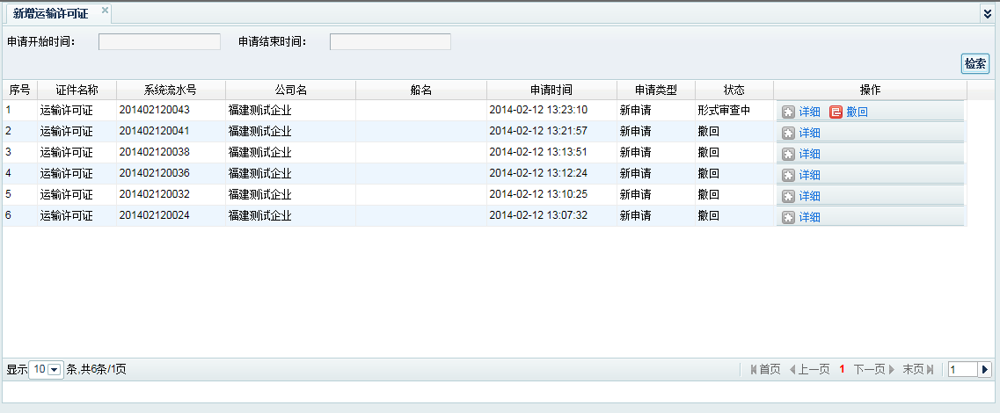 新增运输许可证
申请开始时间： 申请结束时间：
检索
序号 证件名称 系统流水号 公司名 船名 申请时间 申请类型 状态 操作
1 运输许可证 201402120043 福建测试企业 2014-02-12 13:23:10 新申请 形式审查中 详细 撤回
2 运输许可证 201402120041 福建测试企业 2014-02-12 13:21:57 新申请 撤回 详细
3 运输许可证 201402120038 福建测试企业 2014-02-12 13:13:51 新申请 撤回 详细
4 运输许可证 201402120036 福建测试企业 2014-02-12 13:12:24 新申请 撤回 详细
5 运输许可证 201402120032 福建测试企业 2014-02-12 13:10:25 新申请 撤回 详细
6 运输许可证 201402120024 福建测试企业 2014-02-12 13:07:32 新申请 撤回 详细
显示 10 条,共6条/1页 首页 上一页 1 下一页 末页 1